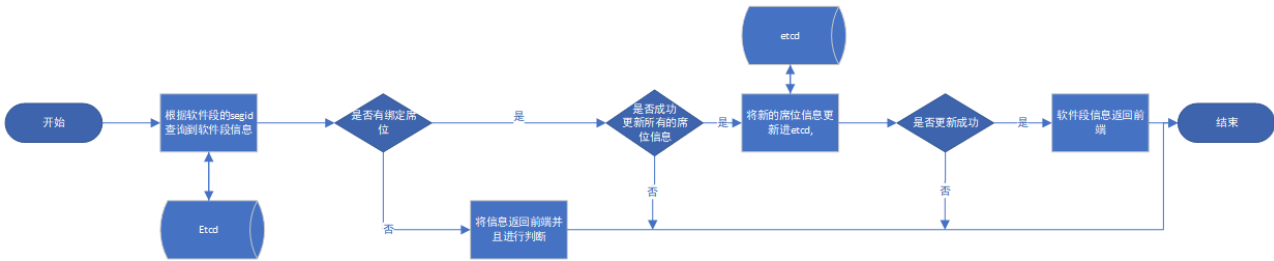 开始
根据软件段的segid
查询到软件段信息
Etcd
是否有绑定席
位
是
否
将信息返回前端并
且进行判断
是否成功
更新所有的席
位信息
是
否
etcd
将新的席位信息更
新进etcd,
是否更新成功
是
否
软件段信息返回前
端
结束